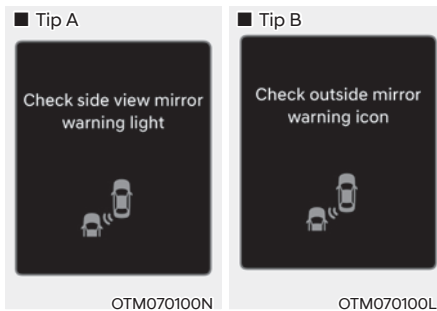 ■ Tip A
Check side view mirror
warning light
OTM070100N
■ Tip B
Check outside mirror
warning icon
OTM070100L